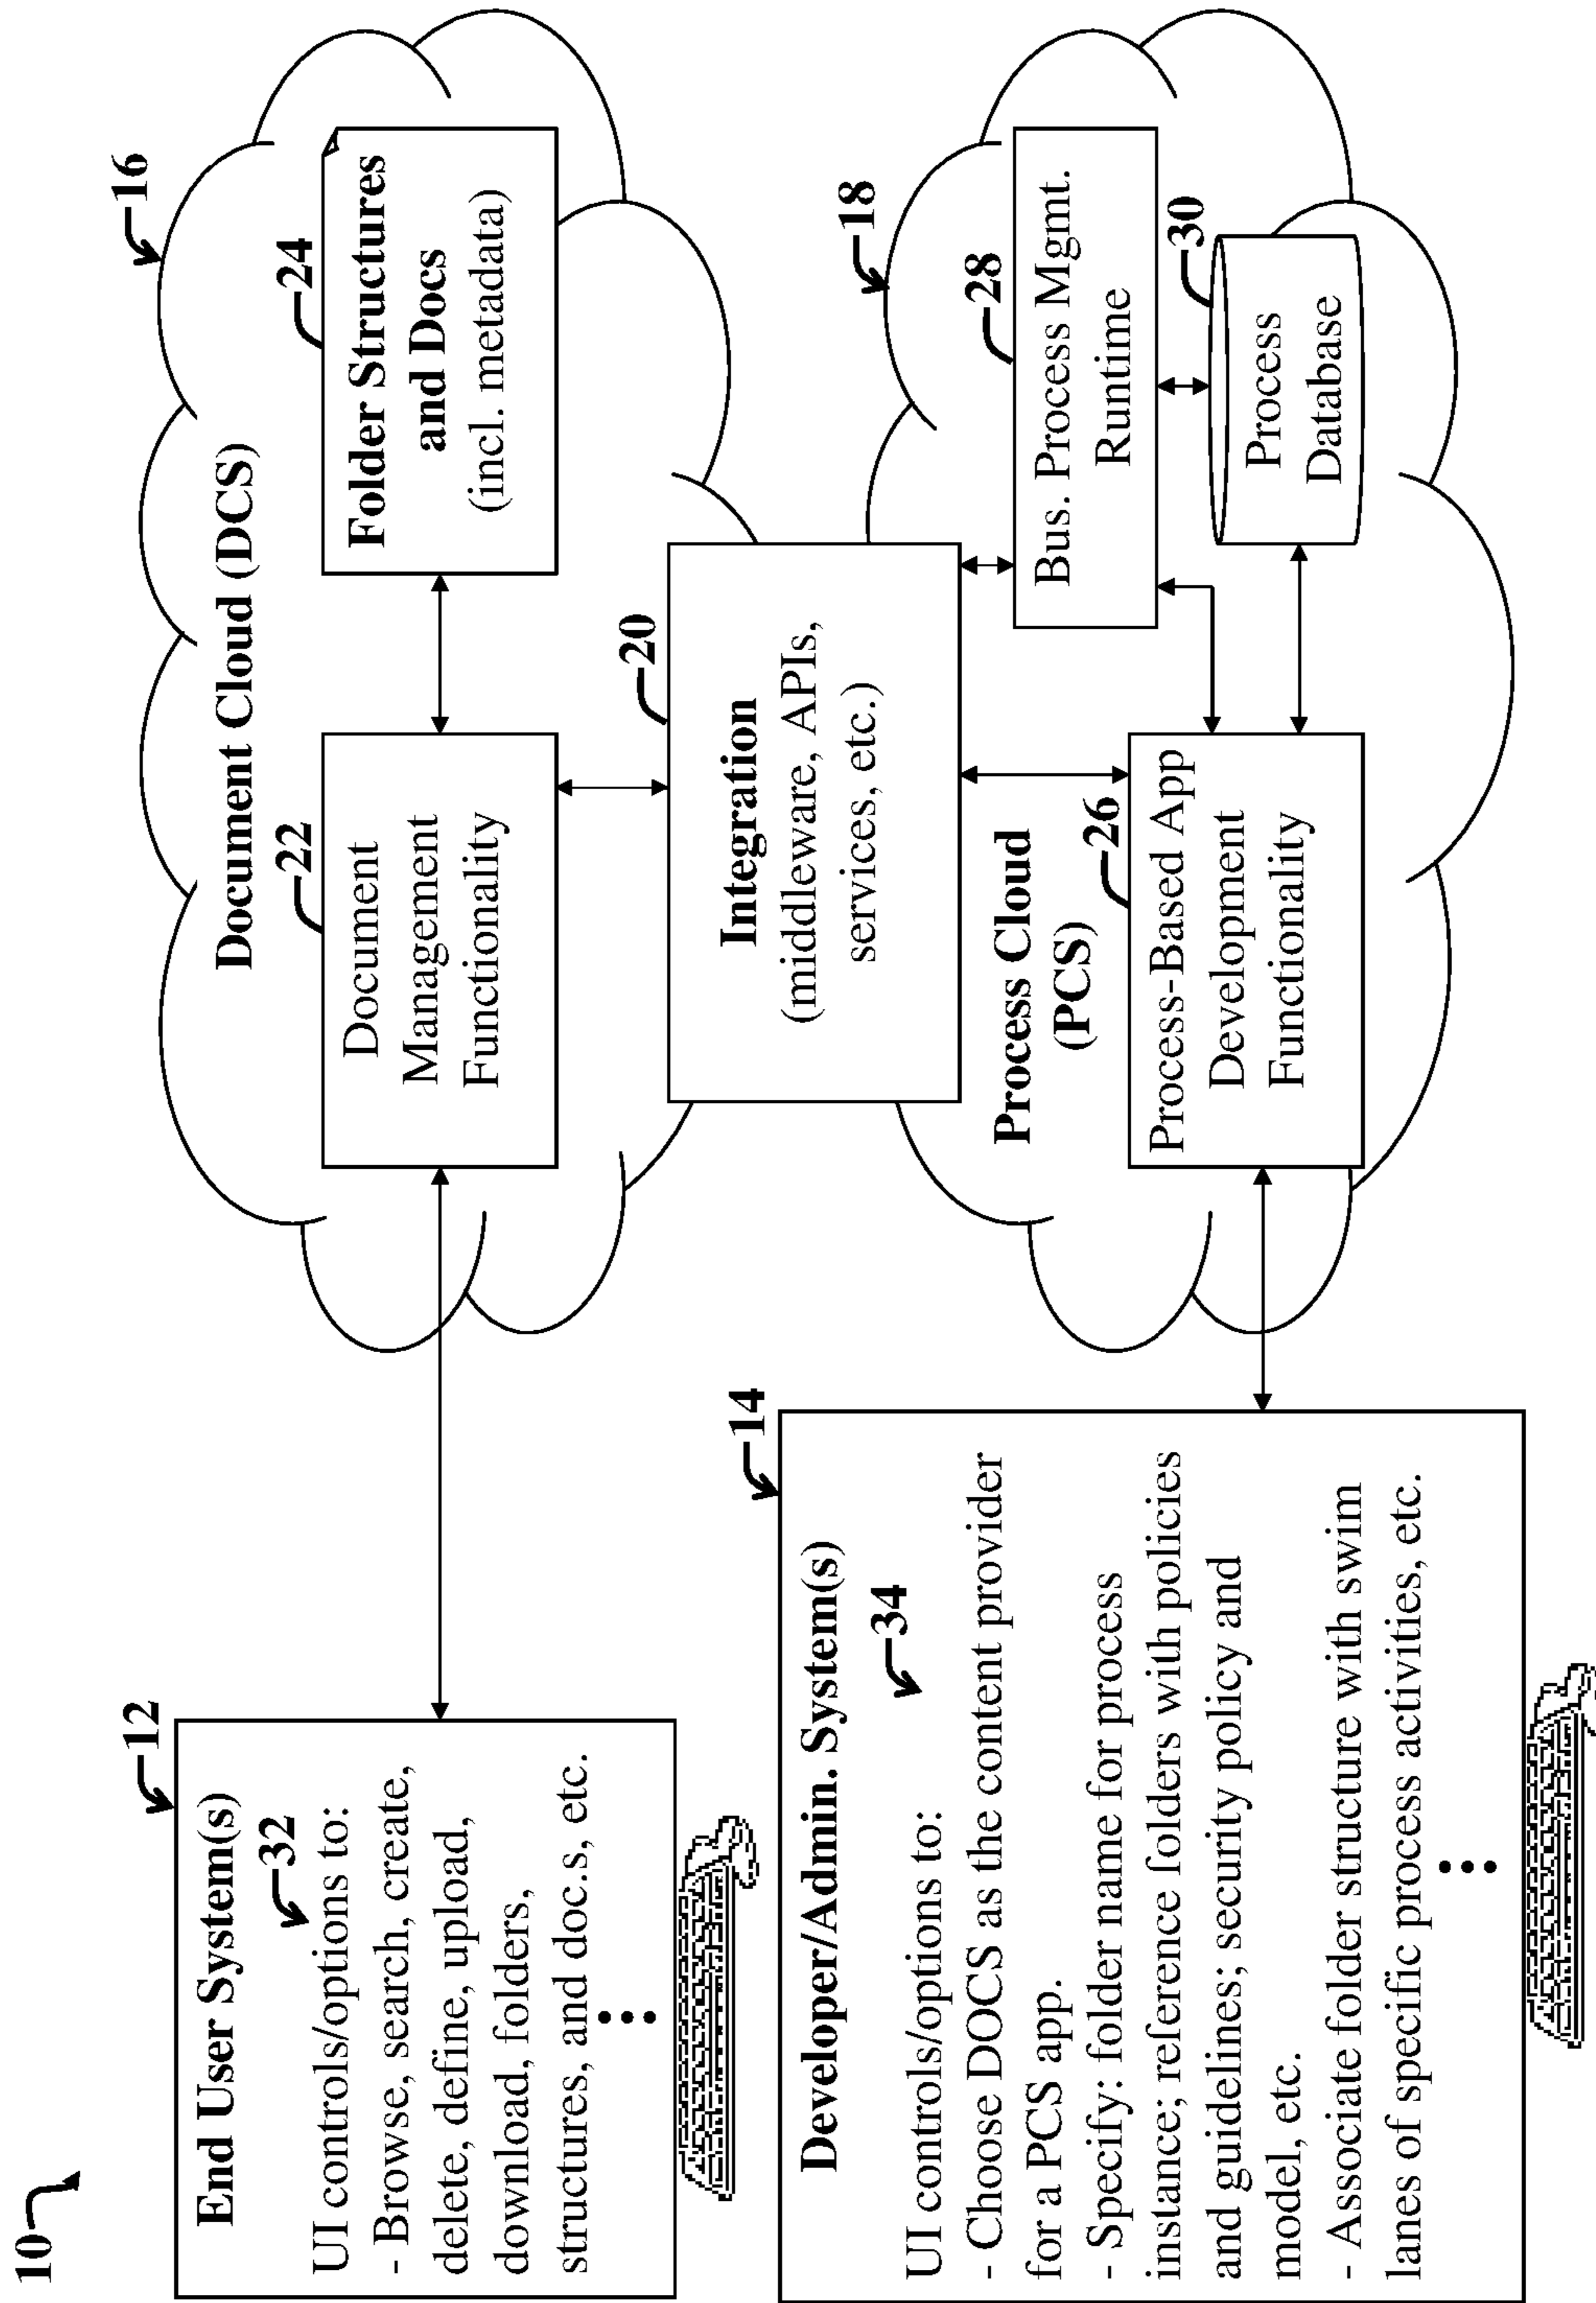 10
12
End User System(s)
32
UI controls/options to:
- Browse, search, create,
delete, define, upload,
download, folders,
structures, and doc.s, etc.
14
Developer/Admin. System(s)
34
UI controls/options to:
- Choose DOCS as the content provider
for a PCS app.
- Specify: folder name for process
instance; reference folders with policies
and guidelines; security policy and
model, etc.
- Associate folder structure with swim
lanes of specific process activities, etc.
16
Document Cloud (DCS)
22
Document
Management
Functionality
24
Folder Structures
and Docs
(incl. metadata)
20
Integration
(middleware, APIs,
services, etc.)
18
Process Cloud
(PCS)
26
Process-Based App
Development
Functionality
28
Bus. Process Mgmt.
Runtime
30
Process
Database